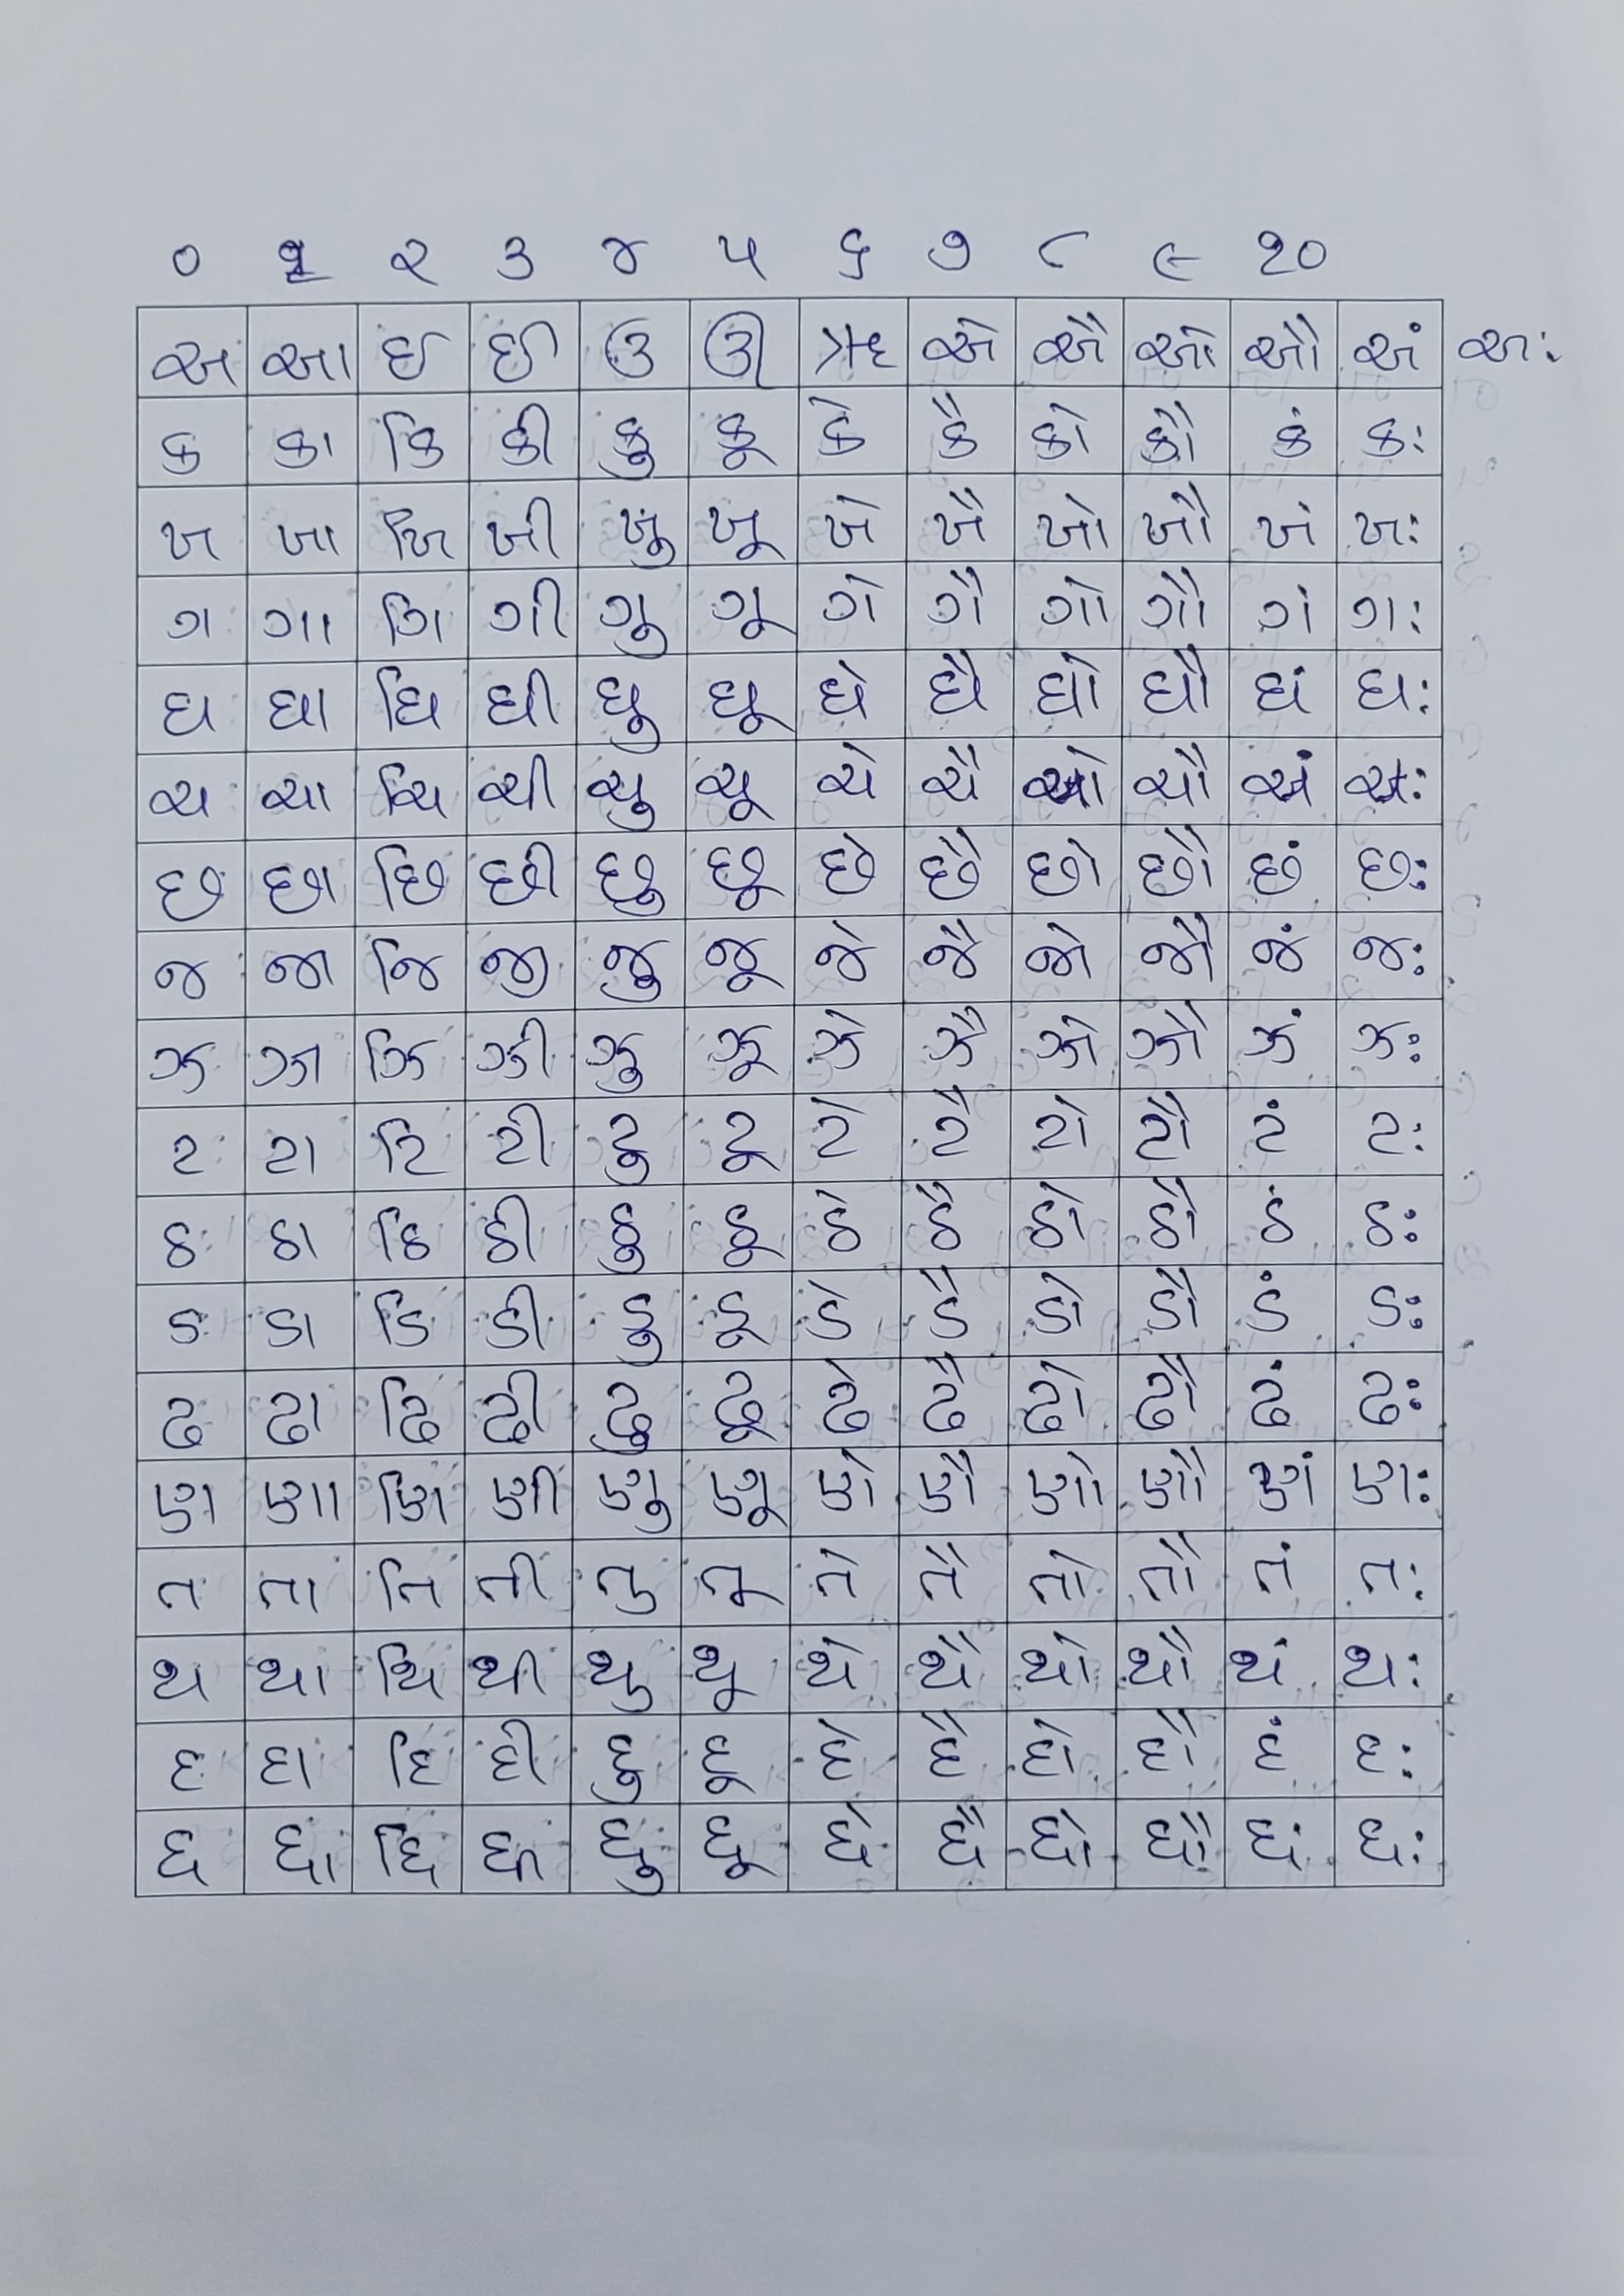 ૦ ૧ ૨ ૩ ૪ ૫ ૬ ૭ ૮ ૯ ૧૦
અ આ ઇ ઈ ઉ ઊ ઋ એ ઐ ઓ ઔ અં અઃ
ક કા કિ કી કુ કૂ કે કૈ કો કૌ કં કઃ
ખ ખા ખિ ખી ખુ ખૂ ખે ખૈ ખો ખૌ ખં ખઃ
ગ ગા ગિ ગી ગુ ગૂ ગે ગૈ ગો ગૌ ગં ગઃ
ઘ ઘા ઘિ ઘી ઘુ ઘૂ ઘે ઘૈ ઘો ઘૌ ઘં ઘઃ
ચ ચા ચિ ચી ચુ ચૂ ચે ચૈ ચો ચૌ ચં ચઃ
છ છા છિ છી છુ છૂ છે છૈ છો છૌ છં છઃ
જ જા જિ જી જુ જૂ જે જૈ જો જૌ જં જઃ
ઝ ઝા ઝિ ઝી ઝુ ઝૂ ઝે ઝૈ ઝો ઝૌ ઝં ઝઃ
ટ ટા ટિ ટી ટુ ટૂ ટે ટૈ ટો ટૌ ટં ટઃ
ઠ ઠા ઠિ ઠી ઠુ ઠૂ ઠે ઠૈ ઠો ઠૌ ઠં ઠઃ
ડ ડા ડિ ડી ડુ ડૂ ડે ડૈ ડો ડૌ ડં ડઃ
ઢ ઢા ઢિ ઢી ઢુ ઢૂ ઢે ઢૈ ઢો ઢૌ ઢં ઢઃ
ણ ણા ણિ ણી ણુ ણૂ ણે ણૈ ણો ણૌ ણં ણઃ
ત તા તિ તી તુ તૂ તે તૈ તો તૌ તં તઃ
થ થા થિ થી થુ થૂ થે થૈ થો થૌ થં થઃ
દ દા દિ દી દુ દૂ દે દૈ દો દૌ દં દઃ
ધ ધા ધિ ધુ ધૂ ધે ધૈ ધો ધૌ ધં ધઃ